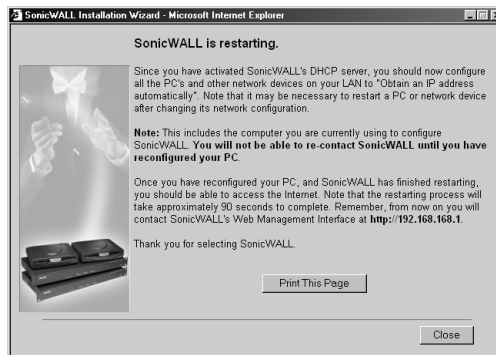 SonicWALL Installation Wizard - Microsoft Internet Explorer
SonicWALL is restarting.
Since you have activated SonicWALL's DHCP server, you should now configure
all the PC's and other network devices on your LAN to "Obtain an IP address
automatically". Note that it may be necessary to restart a PC or network device
after changing its network configuration.
Note: This includes the computer you are currently using to configure
SonicWALL. You will not be able to re-contact SonicWALL until you have
reconfigured your PC.
Once you have reconfigured your PC, and SonicWALL has finished restarting,
you should be able to access the Internet. Note that the restarting process will
take approximately 90 seconds to complete. Remember, from now on you will
contact SonicWALL's Web Management Interface at http://192.168.168.1.
Thank you for selecting SonicWALL.
Print This Page
Close